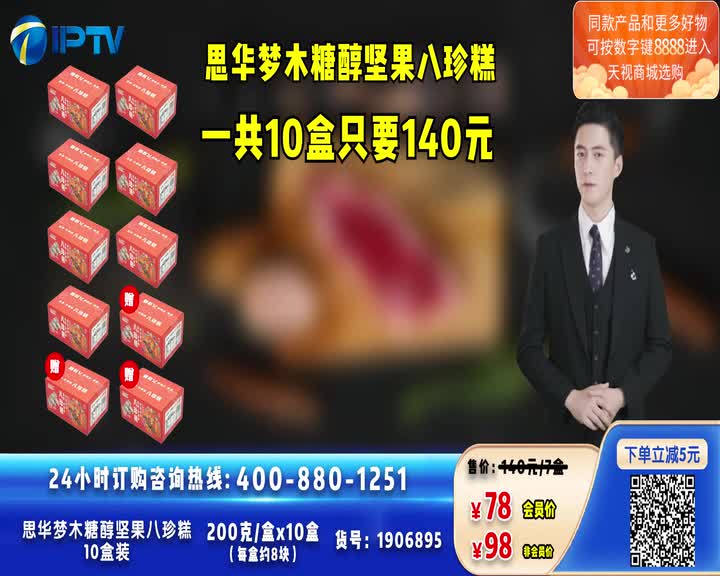 IPTV
思华梦木糖醇坚果八珍糕
一共10盒只要140元
同款产品和更多好物
可按数字键8888进入
天视商城选购
赠
赠
赠
24小时订购咨询热线:400-880-1251
思华梦木糖醇坚果八珍糕
10盒装
200克/盒x10盒
(每盒约8块)
货号:1906895
售价:140元/7盒
¥78 会员价
¥98 非会员价
下单立减5元